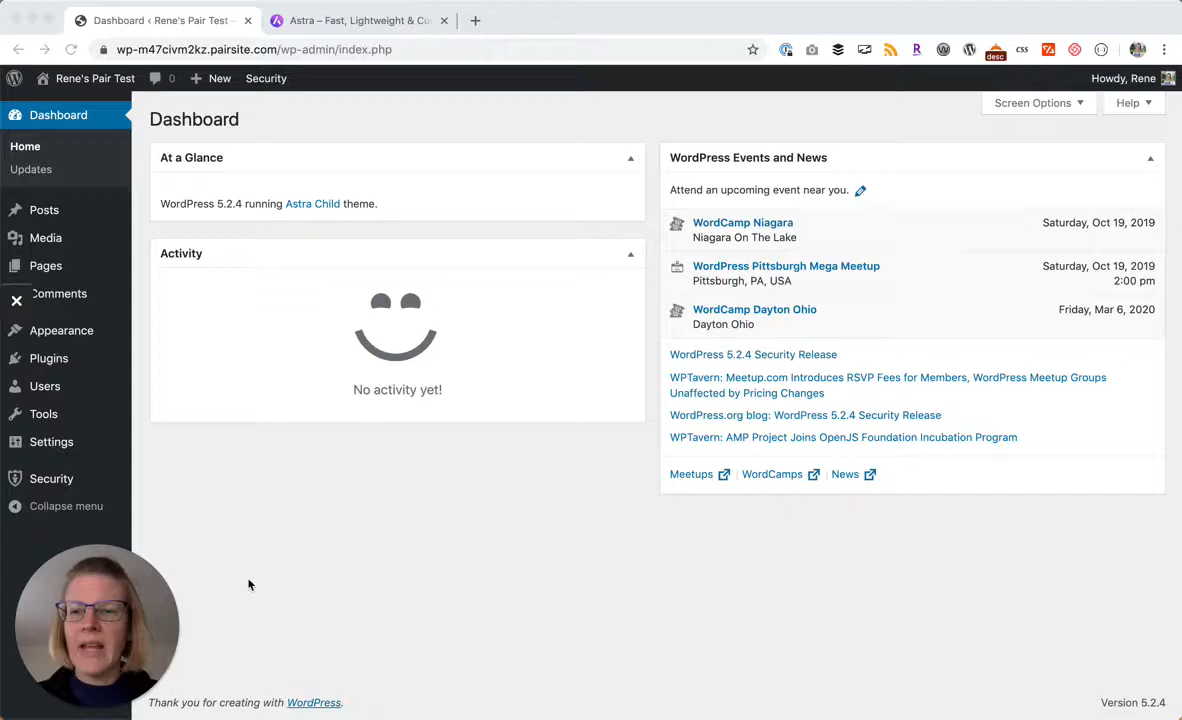 Dashboard ‹ Rene's Pair Test –
Astra – Fast, Lightweight & Cu
wp-m47civm2kz.pairsite.com/wp-admin/index.php
desc
CSS
Rene's Pair Test
0
New
Security
Howdy, Rene
Dashboard
Home
Updates
Posts
Media
Pages
Comments
Appearance
Plugins
Users
Tools
Settings
Security
Collapse menu
Dashboard
Screen Options
Help
At a Glance
WordPress 5.2.4 running Astra Child theme.
Activity
No activity yet!
WordPress Events and News
Attend an upcoming event near you.
WordCamp Niagara
Saturday, Oct 19, 2019
Niagara On The Lake
WordPress Pittsburgh Mega Meetup
Saturday, Oct 19, 2019
Pittsburgh, PA, USA
2:00 pm
WordCamp Dayton Ohio
Friday, Mar 6, 2020
Dayton Ohio
WordPress 5.2.4 Security Release
WPTavern: Meetup.com Introduces RSVP Fees for Members, WordPress Meetup Groups
Unaffected by Pricing Changes
WordPress.org blog: WordPress 5.2.4 Security Release
WPTavern: AMP Project Joins OpenJS Foundation Incubation Program
Meetups | WordCamps | News
Thank you for creating with WordPress.
Version 5.2.4